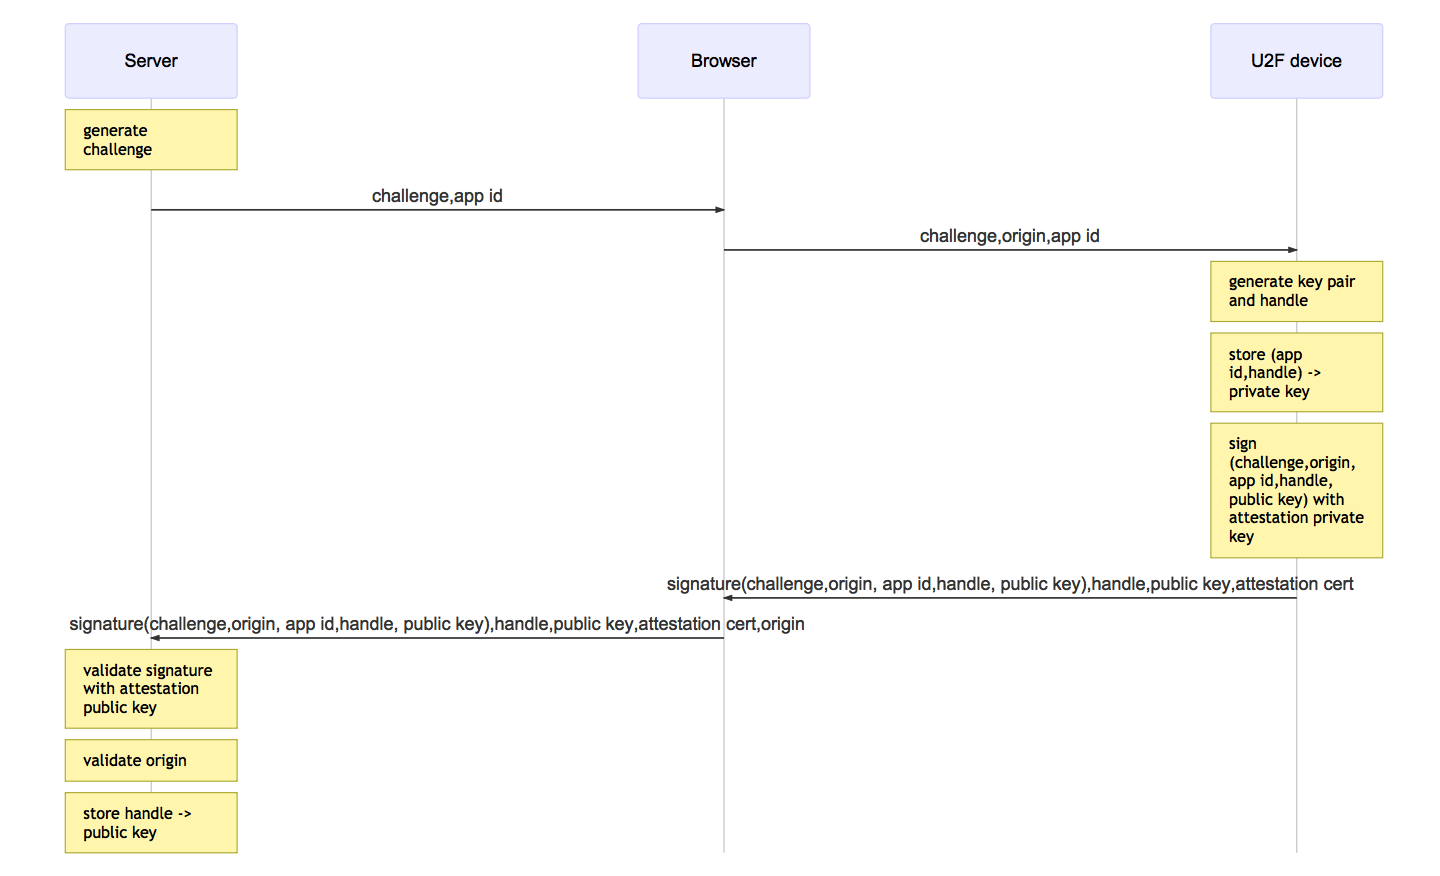 Server
Browser
U2F device
generate
challenge
challenge,app id
challenge,origin,app id
generate key pair
and handle
store (app
id,handle) ->
private key
sign
(challenge,origin,
app id,handle,
public key) with
attestation private
key
signature(challenge,origin, app id,handle, public key),handle,public key,attestation cert
signature(challenge,origin, app id,handle, public key),handle,public key,attestation cert,origin
validate signature
with attestation
public key
validate origin
store handle ->
public key